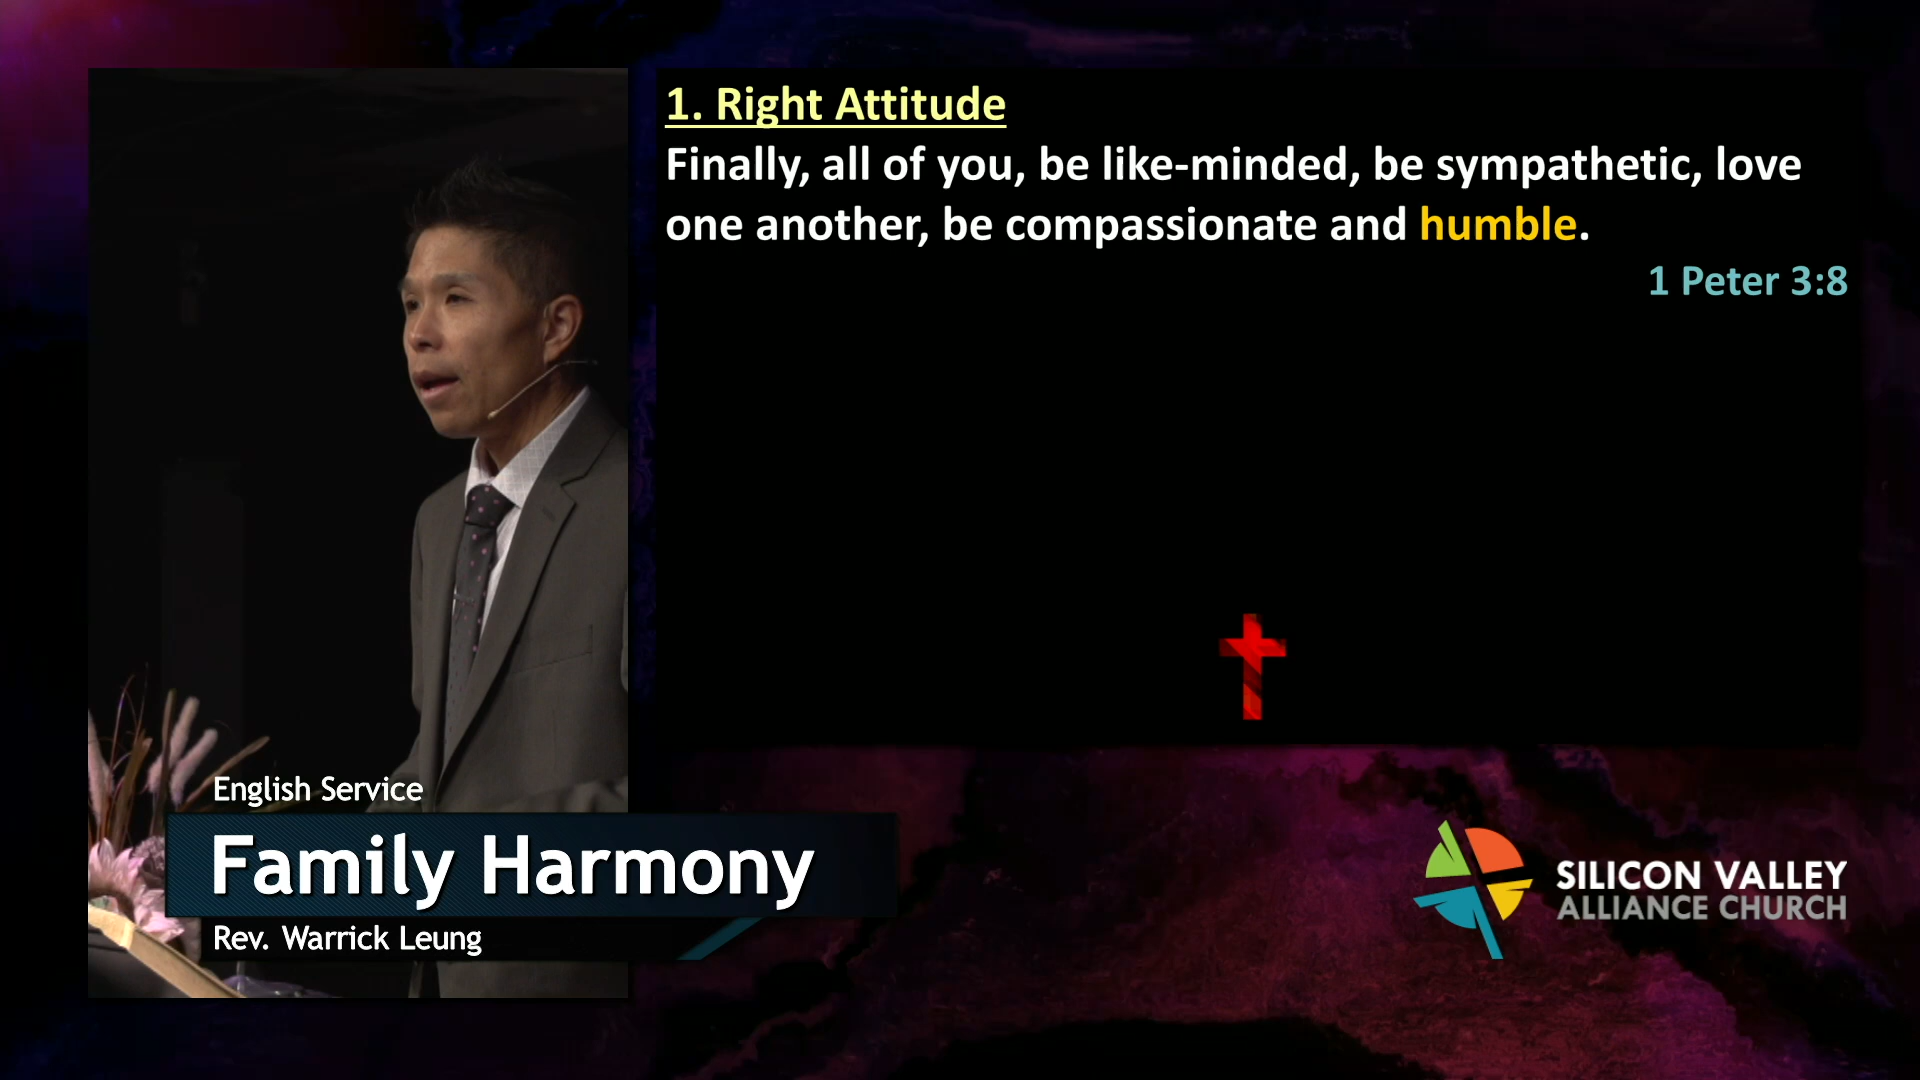 1. Right Attitude
Finally, all of you, be like-minded, be sympathetic, love
one another, be compassionate and humble.
1 Peter 3:8
English Service
Family Harmony
Rev. Warrick Leung
SILICON VALLEY
ALLIANCE CHURCH